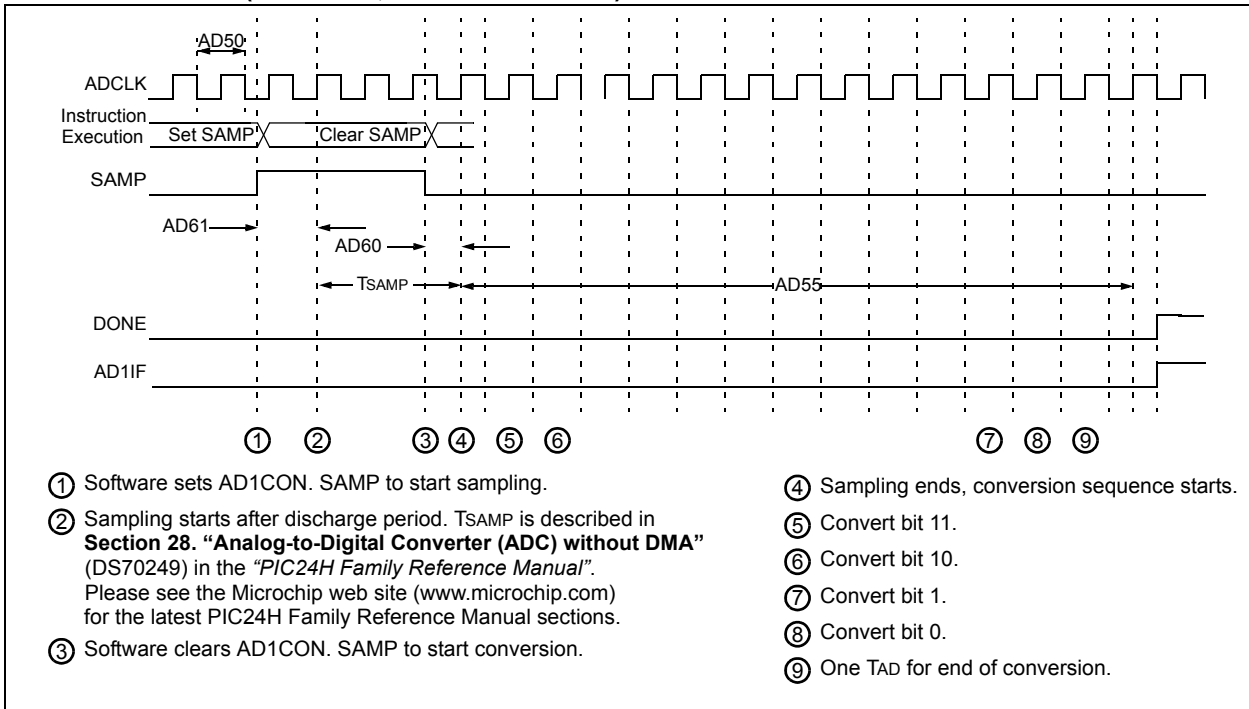 AD50
ADCLK
Instruction
Execution
Set SAMP
Clear SAMP
SAMP
AD61
AD60
TSAMP
AD55
DONE
AD1IF
1 2 3 4 5 6 7 8 9
1 Software sets AD1CON. SAMP to start sampling.
2 Sampling starts after discharge period. TSAMP is described in
Section 28. “Analog-to-Digital Converter (ADC) without DMA”
(DS70249) in the “PIC24H Family Reference Manual”.
Please see the Microchip web site (www.microchip.com)
for the latest PIC24H Family Reference Manual sections.
3 Software clears AD1CON. SAMP to start conversion.
4 Sampling ends, conversion sequence starts.
5 Convert bit 11.
6 Convert bit 10.
7 Convert bit 1.
8 Convert bit 0.
9 One TAD for end of conversion.